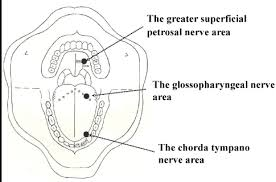 The greater superficial
petrosal nerve area
The glossopharyngeal nerve
area
The chorda tympano
nerve area